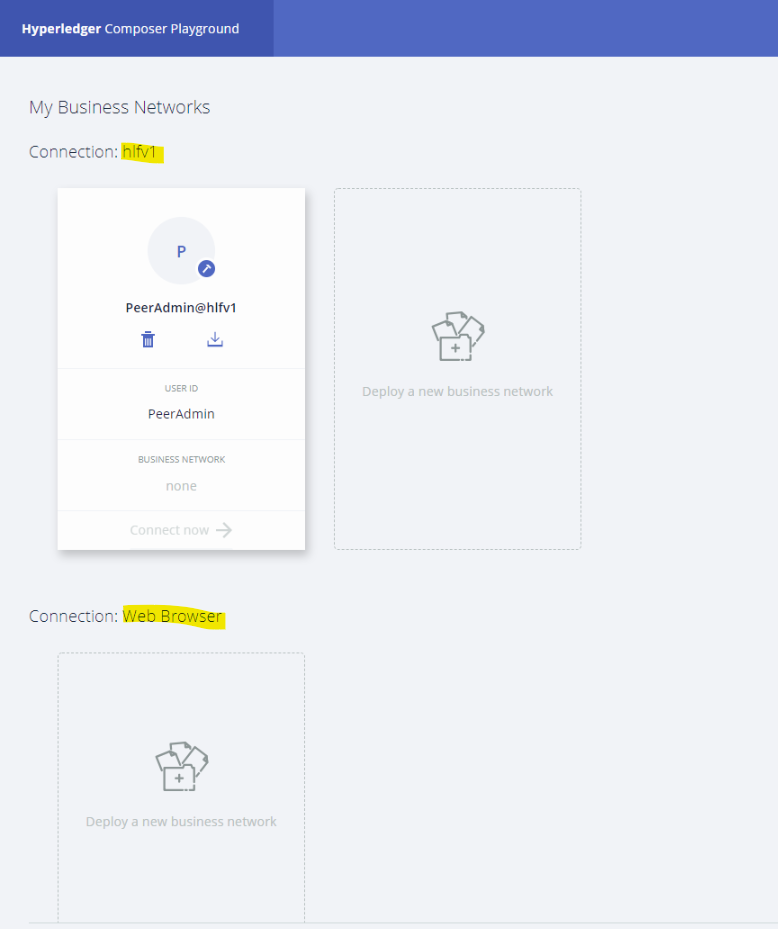 Hyperledger Composer Playground
My Business Networks
Connection: hlfv1
P
PeerAdmin@hlfv1
USER ID
PeerAdmin
BUSINESS NETWORK
none
Connect now
Deploy a new business network
Connection: Web Browser
Deploy a new business network